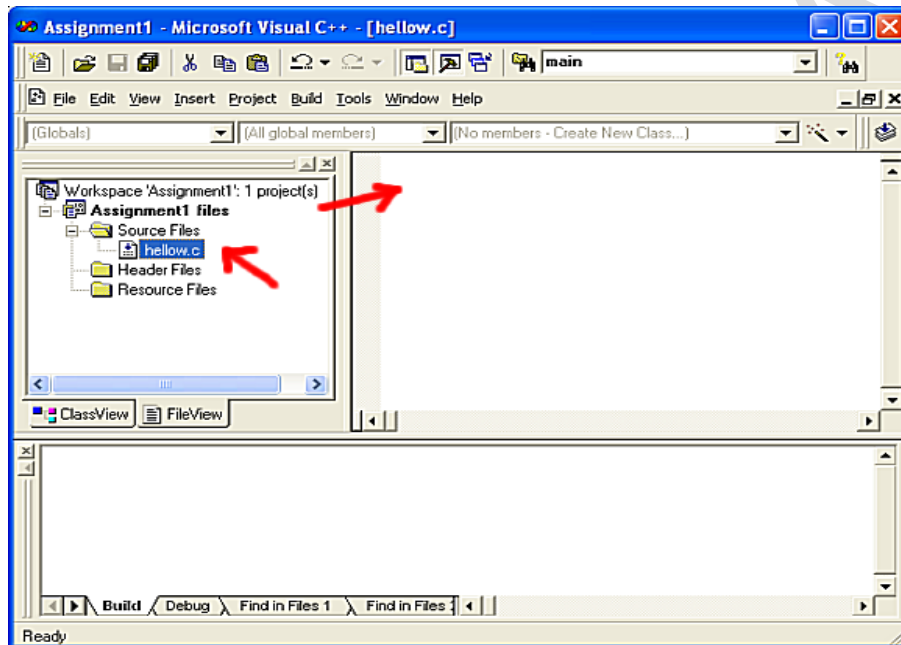 Assignment1 - Microsoft Visual C++ - [hellow.c]
main
File Edit View Insert Project Build Tools Window Help
(Globals) (All global members) (No members - Create New Class...)
Workspace 'Assignment1': 1 project(s)
Assignment1 files
Source Files
hellow.c
Header Files
Resource Files
ClassView FileView
Build Debug Find in Files 1 Find in Files
Ready